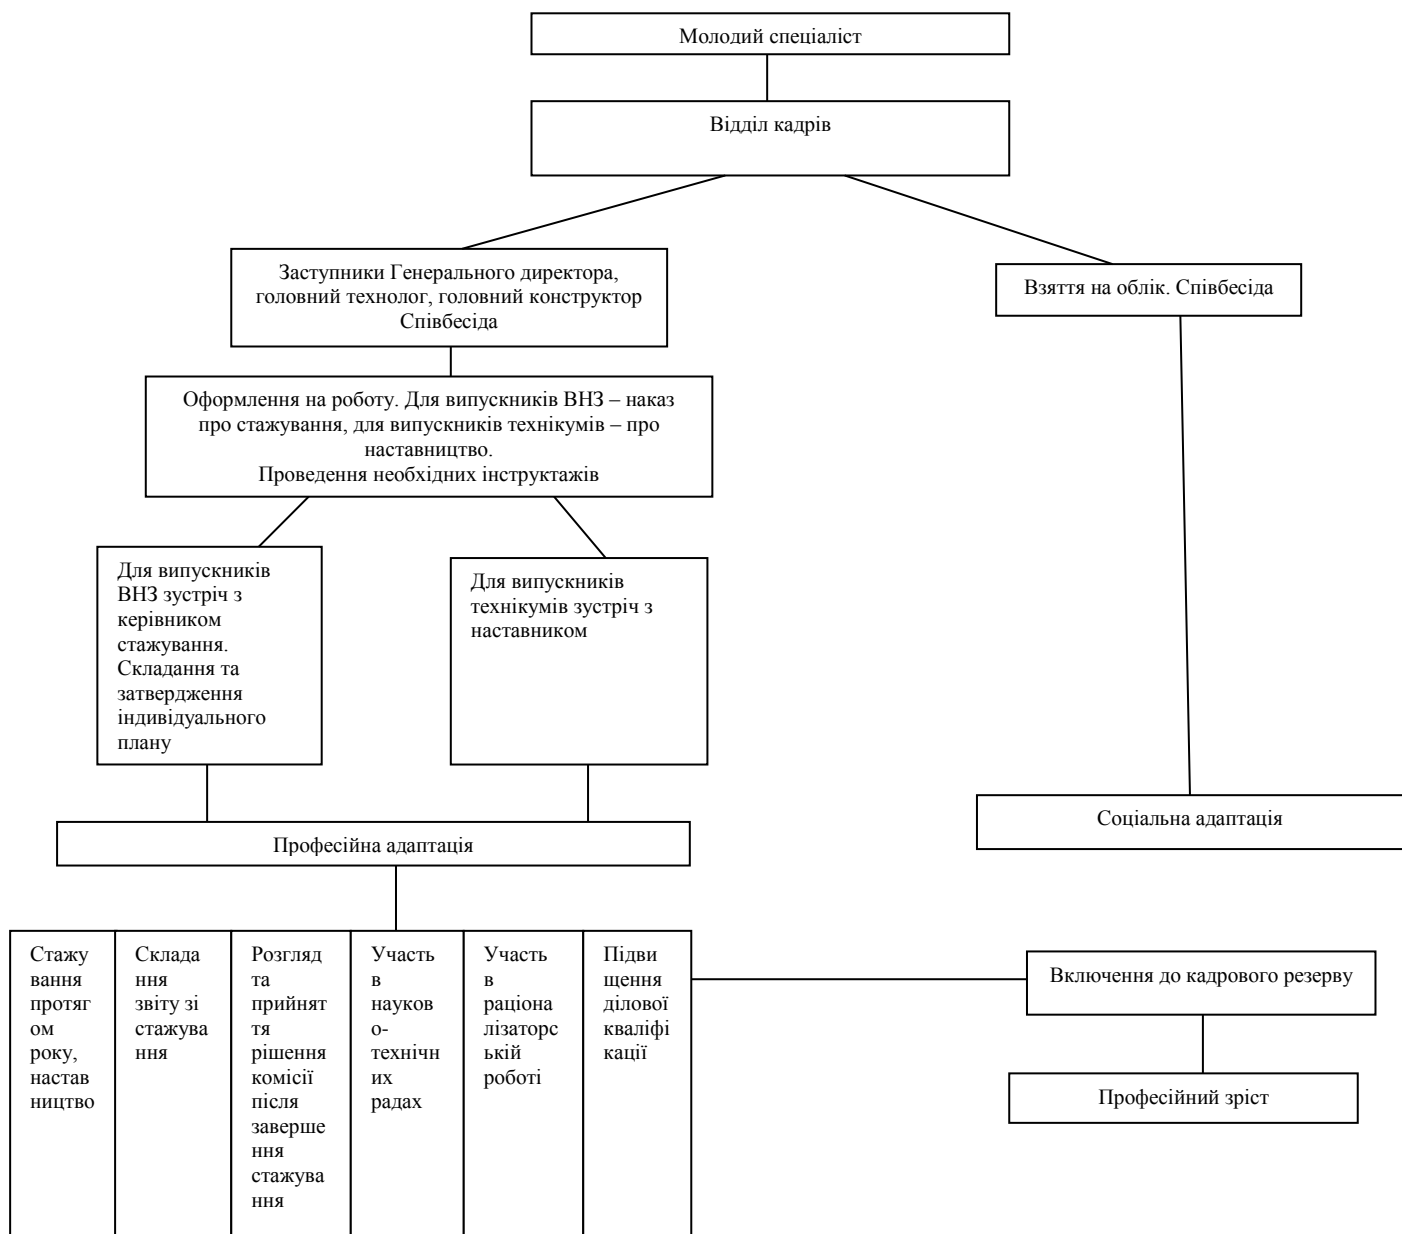 Молодий спеціаліст
Відділ кадрів
Заступники Генерального директора,
головний технолог, головний конструктор
Співбесіда
Взяття на облік. Співбесіда
Оформлення на роботу. Для випускників ВНЗ – наказ
про стажування, для випускників технікумів – про
наставництво.
Проведення необхідних інструктажів
Для випускників
ВНЗ зустріч з
керівником
стажування.
Складання та
затвердження
індивідуального
плану
Для випускників
технікумів зустріч з
наставником
Соціальна адаптація
Професійна адаптація
Стажу
вання
протяг
ом
року,
настав
ництво
Склада
ння
звіту зі
стажува
ння
Розгляд
та
прийнят
тя
рішення
комісії
після
заверше
ння
стажува
ння
Участь
в
науков
о-
технічн
их
радах
Участь
в
раціона
лізаторс
ькій
роботі
Підви
щення
ділової
кваліфі
кації
Включення до кадрового резерву
Професійний зріст